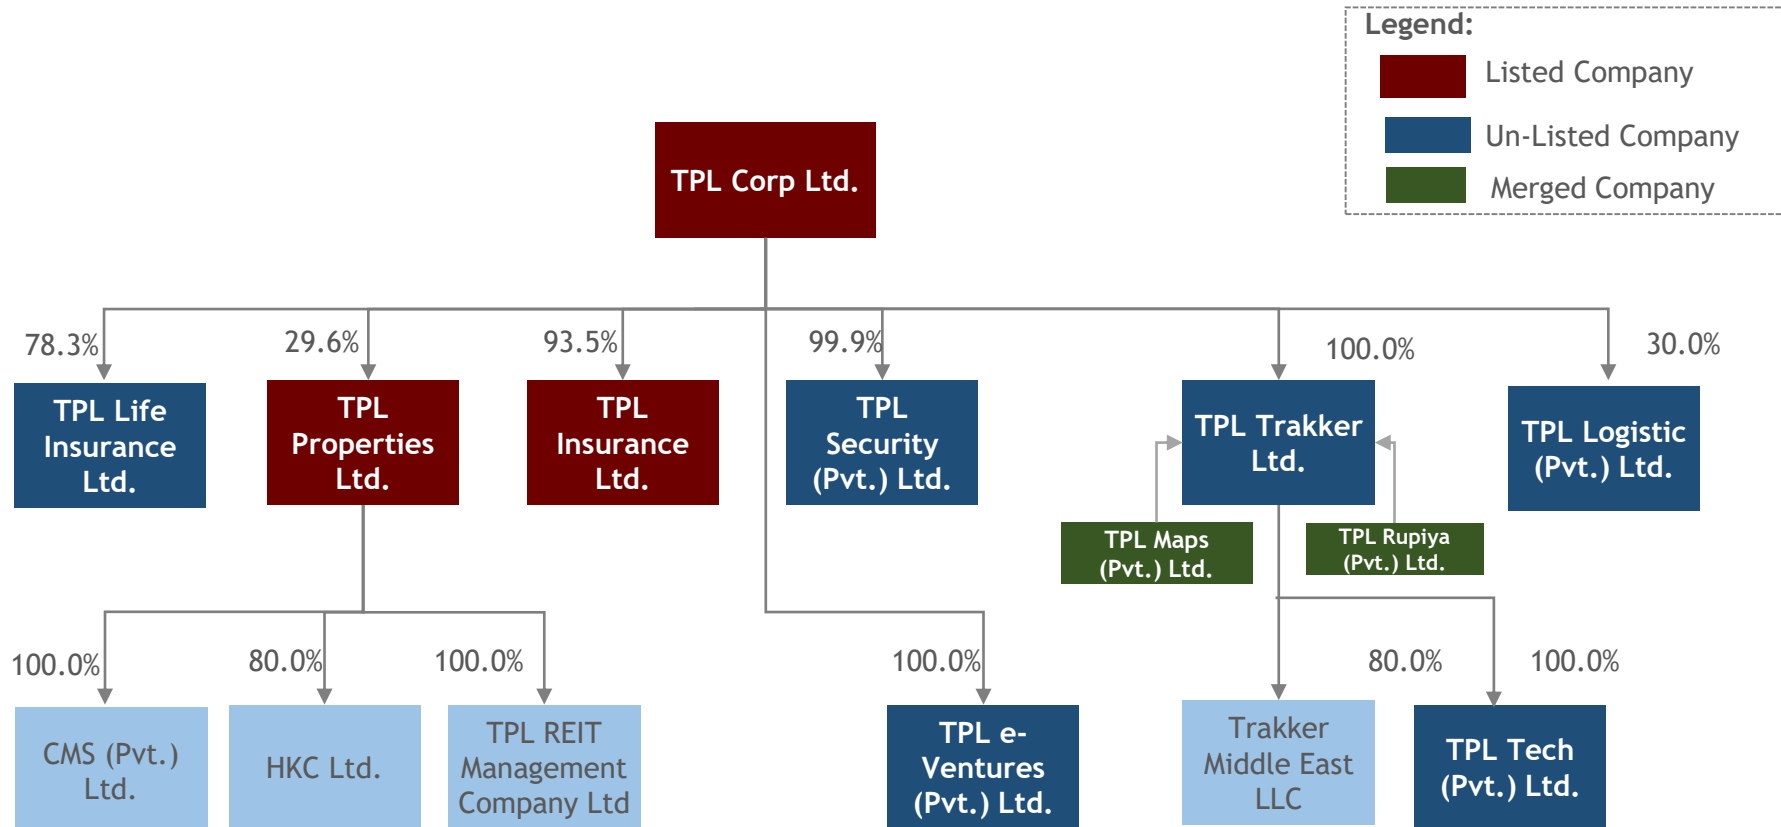 Legend:
Listed Company
Un-Listed Company
Merged Company
TPL Corp Ltd.
78.3%
29.6%
93.5%
99.9%
100.0%
30.0%
TPL Life
Insurance
Ltd.
TPL
Properties
Ltd.
TPL
Insurance
Ltd.
TPL
Security
(Pvt.) Ltd.
TPL Trakker
Ltd.
TPL Logistic
(Pvt.) Ltd.
TPL Maps
(Pvt.) Ltd.
TPL Rupiya
(Pvt.) Ltd.
100.0%
80.0%
100.0%
100.0%
80.0%
100.0%
CMS (Pvt.)
Ltd.
HKC Ltd.
TPL REIT
Management
Company Ltd
TPL e-
Ventures
(Pvt.) Ltd.
Trakker
Middle East
LLC
TPL Tech
(Pvt.) Ltd.